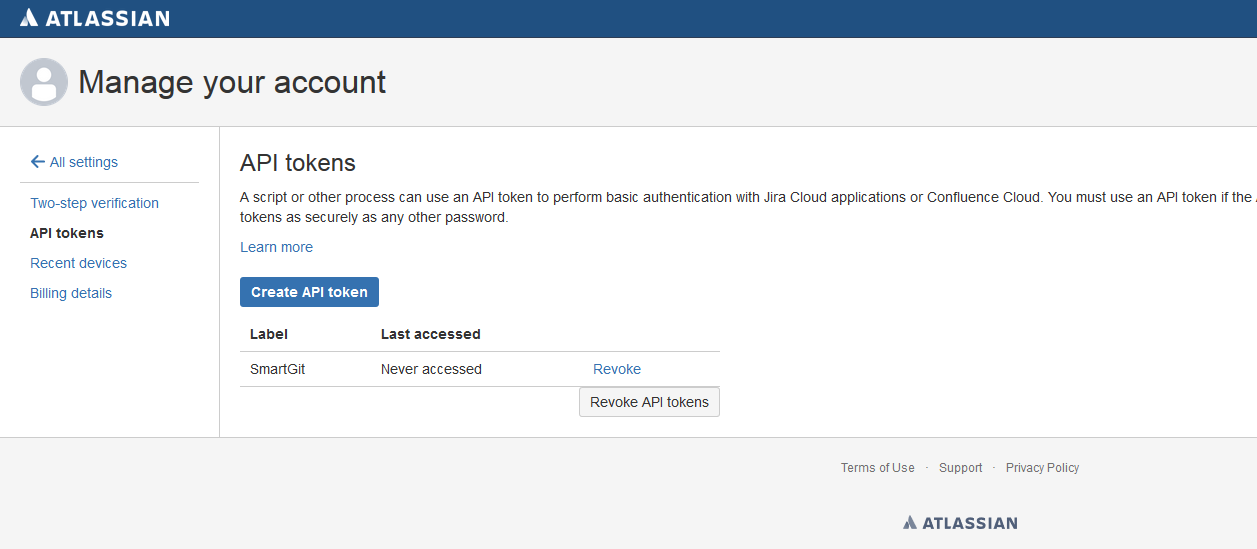 ATLASSIAN
Manage your account
All settings
Two-step verification
API tokens
Recent devices
Billing details
API tokens
A script or other process can use an API token to perform basic authentication with Jira Cloud applications or Confluence Cloud. You must use an API token if the
tokens as securely as any other password.
Learn more
Create API token
Label Last accessed
SmartGit Never accessed Revoke
Revoke API tokens
Terms of Use · Support · Privacy Policy
ATLASSIAN